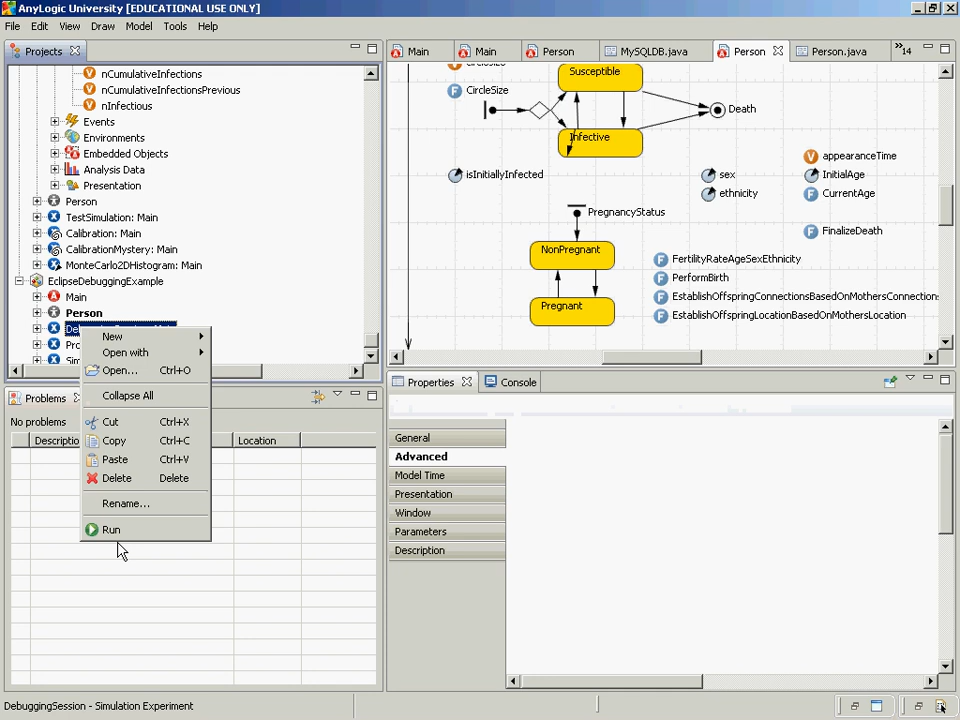 AnyLogic University [EDUCATIONAL USE ONLY]
File Edit View Draw Model Tools Help
Projects
nCumulativeInfections
nCumulativeInfectionsPrevious
nInfectious
Events
Environments
Embedded Objects
Analysis Data
Presentation
Person
TestSimulation: Main
Calibration: Main
CalibrationMystery: Main
MonteCarlo2DHistogram: Main
EclipseDebuggingExample
Main
Person
New
Open with
Open... Ctrl+O
Collapse All
Cut Ctrl+X
Copy Ctrl+C
Paste Ctrl+V
Delete Delete
Rename...
Run
Problems
No problems
Location
Main Main Person MySQLDB.java Person Person.java 14
CircleSize
Susceptible
Death
Infective
isInitiallyInfected
sex
ethnicity
appearanceTime
InitialAge
CurrentAge
FinalizeDeath
PregnancyStatus
NonPregnant
Pregnant
FertilityRateAgeSexEthnicity
PerformBirth
EstablishOffspringConnectionsBasedOnMothersConnections
EstablishOffspringLocationBasedOnMothersLocation
Properties Console
General
Advanced
Model Time
Presentation
Window
Parameters
Description
DebuggingSession - Simulation Experiment